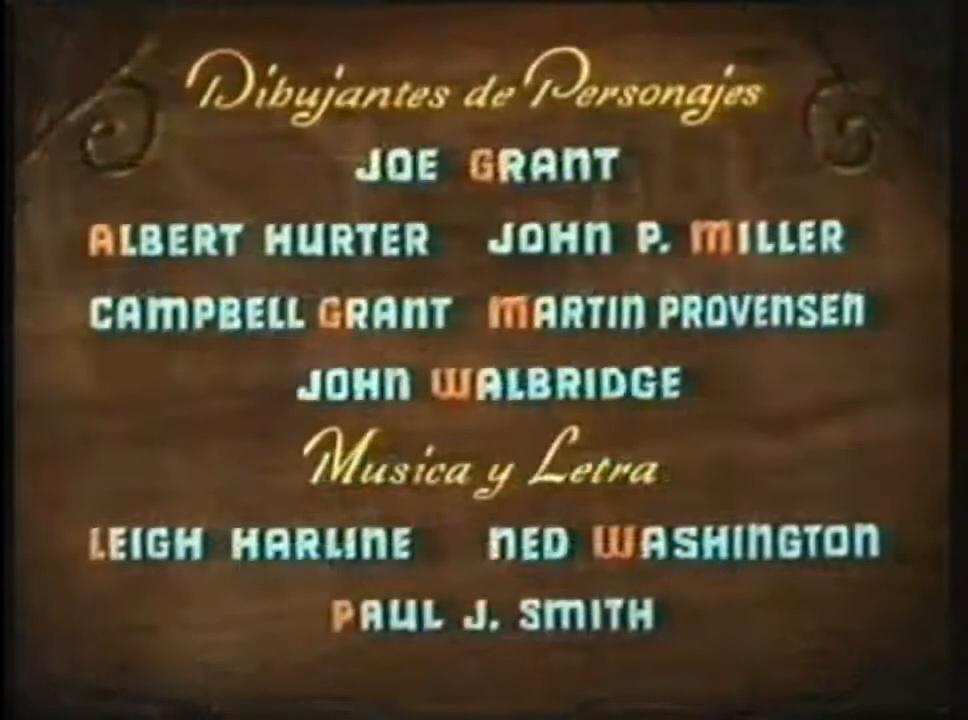 Dibujantes de Personajes
JOE GRANT
ALBERT HURTER JOHN P. MILLER
CAMPBELL GRANT MARTIN PROVENSEN
JOHN WALBRIDGE
Musica y Letra
LEIGH HARLINE NED WASHINGTON
PAUL J. SMITH